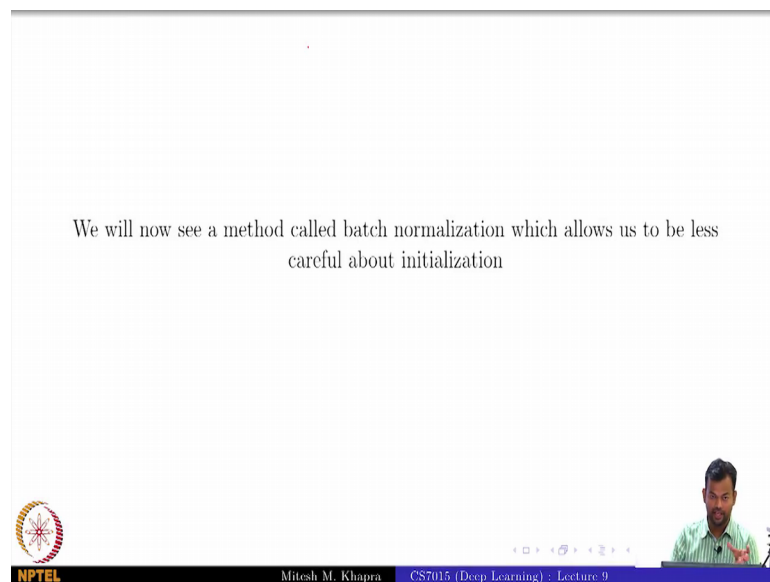 We will now see a method called batch normalization which allows us to be less
careful about initialization
NPTEL
Mitesh M. Khapra
CS7015 (Deep Learning) : Lecture 9